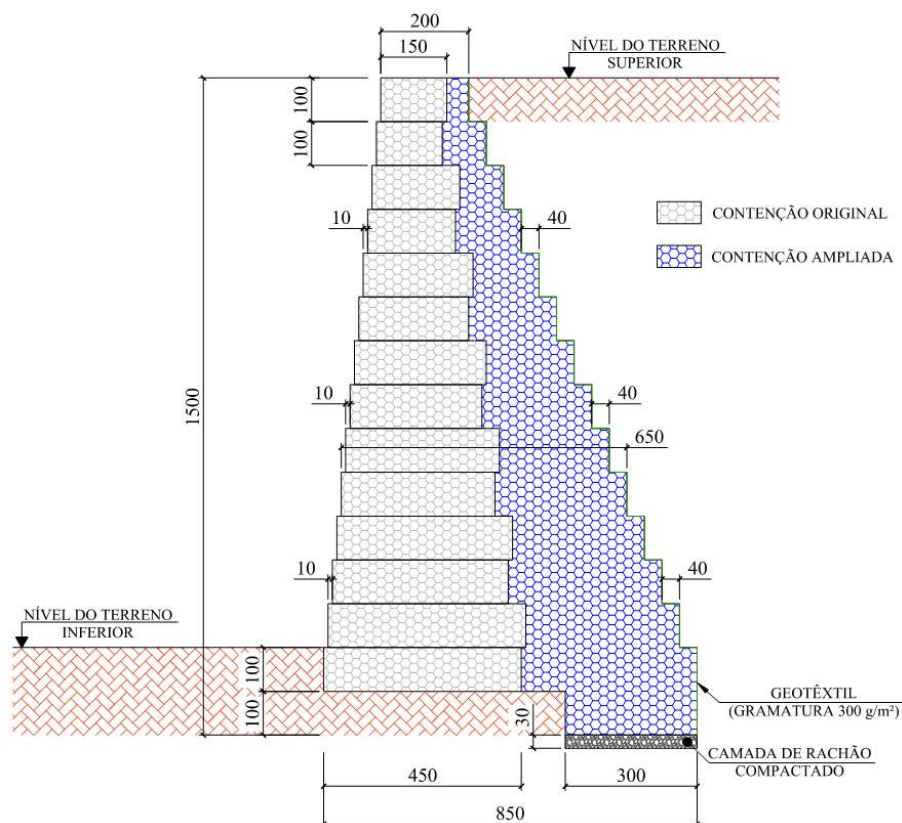 200
150
NÍVEL DO TERRENO
SUPERIOR
100
100
CONTENÇÃO ORIGINAL
10
40
CONTENÇÃO AMPLIADA
1500
10
40
650
10
40
NÍVEL DO TERRENO
INFERIOR
100
100
30
GEOTÊXTIL
(GRAMATURA 300 g/m²)
CAMADA DE RACHÃO
COMPACTADO
450
300
850